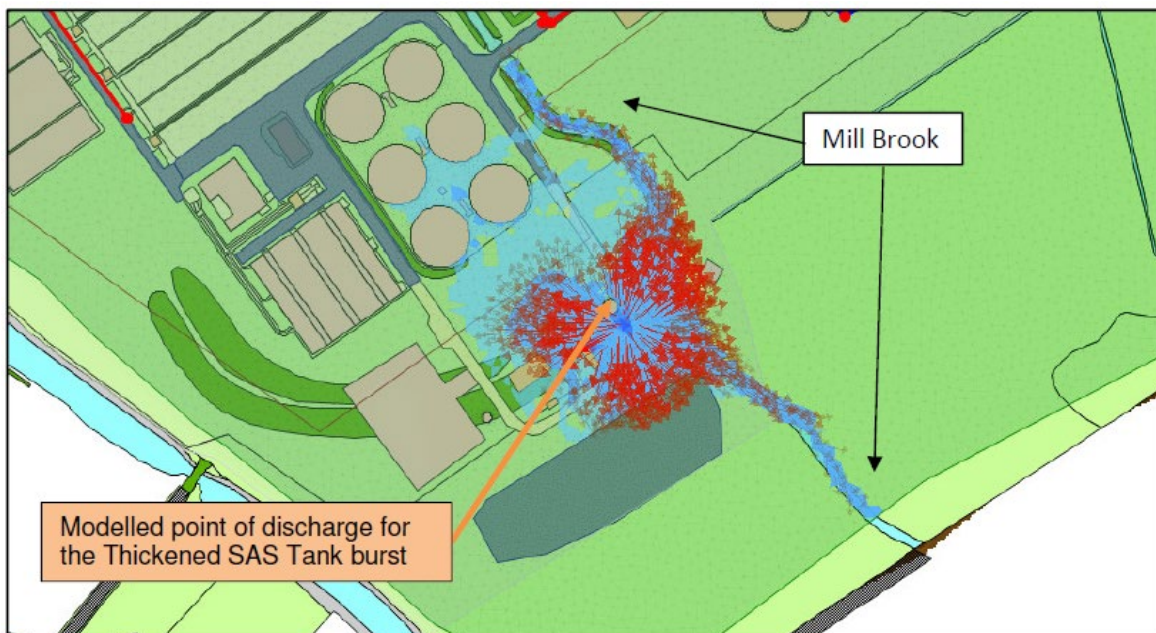 Mill Brook
Modelled point of discharge for
the Thickened SAS Tank burst